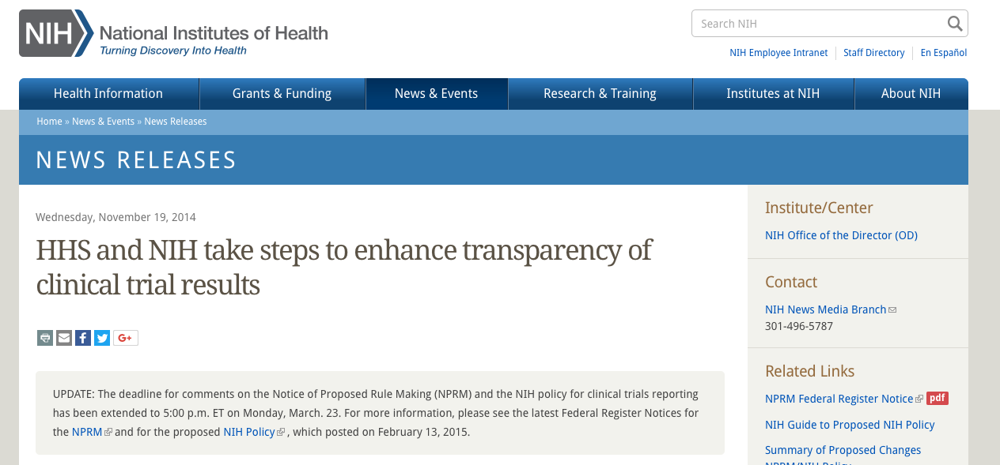 NIH National Institutes of Health
Turning Discovery Into Health
Search NIH
NIH Employee Intranet Staff Directory En Español
Health Information Grants & Funding News & Events Research & Training Institutes at NIH About NIH
Home » News & Events » News Releases
NEWS RELEASES
Wednesday, November 19, 2014
HHS and NIH take steps to enhance transparency of
clinical trial results
G+
UPDATE: The deadline for comments on the Notice of Proposed Rule Making (NPRM) and the NIH policy for clinical trials reporting
has been extended to 5:00 p.m. ET on Monday, March. 23. For more information, please see the latest Federal Register Notices for
the NPRM and for the proposed NIH Policy , which posted on February 13, 2015.
Institute/Center
NIH Office of the Director (OD)
Contact
NIH News Media Branch
301-496-5787
Related Links
NPRM Federal Register Notice pdf
NIH Guide to Proposed NIH Policy
Summary of Proposed Changes
NPRM/NIH Policy